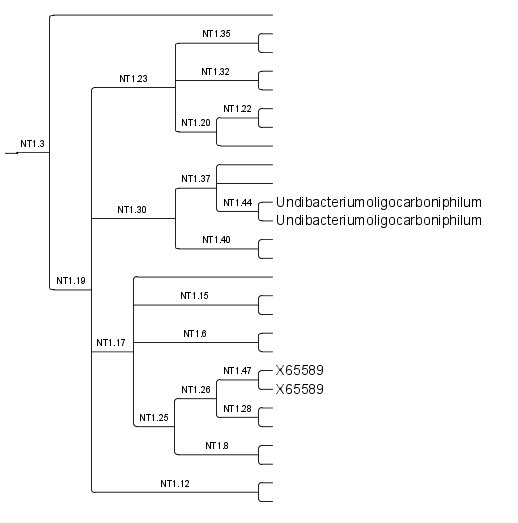 NT1.35
NT1.32
NT1.23
NT1.22
NT1.20
NT1.3
NT1.37
NT1.44
Undibacteriumoligocarboniphilum
Undibacteriumoligocarboniphilum
NT1.30
NT1.40
NT1.19
NT1.15
NT1.6
NT1.17
NT1.47
X65589
NT1.26
X65589
NT1.28
NT1.25
NT1.8
NT1.12